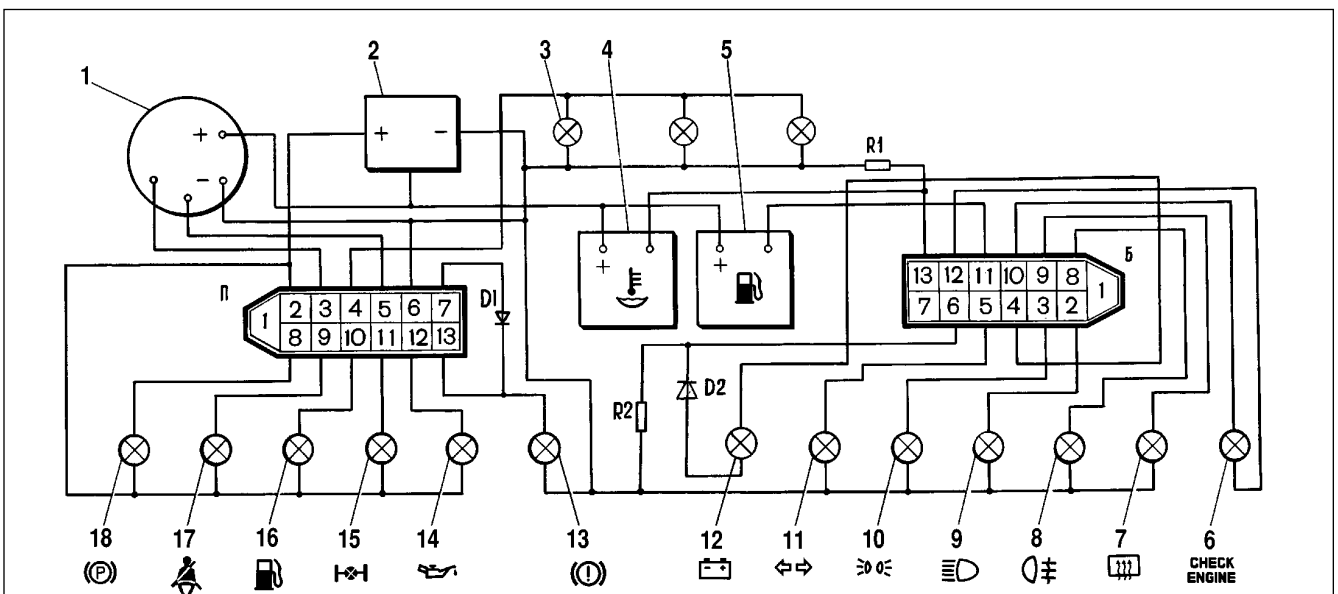 1 2 3 4 5
+ + − R1
−
+ +
П Б
13 12 11 10 9 8
7 6 5 4 3 2 1
2 3 4 5 6 7
1 8 9 10 11 12 13
D1
R2 D2
18 17 16 15 14 13 12 11 10 9 8 7 6
(P) (!) − + CHECK
ENGINE